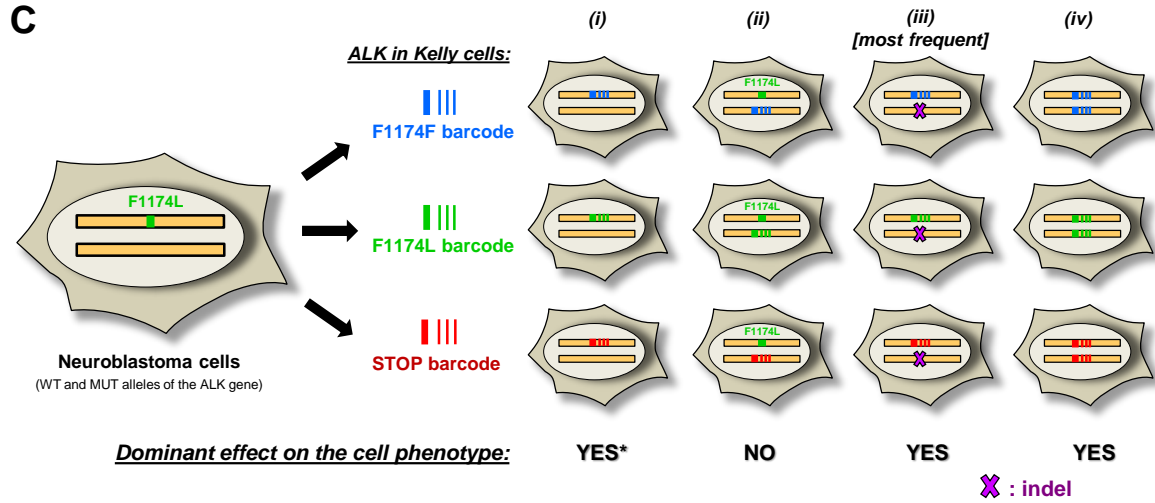 C
(i)
(ii)
(iii)
[most frequent]
(iv)
ALK in Kelly cells:
F1174F barcode
F1174L
F1174L
F1174L barcode
F1174L
STOP barcode
F1174L
Neuroblastoma cells
(WT and MUT alleles of the ALK gene)
Dominant effect on the cell phenotype:
YES*
NO
YES
YES
: indel